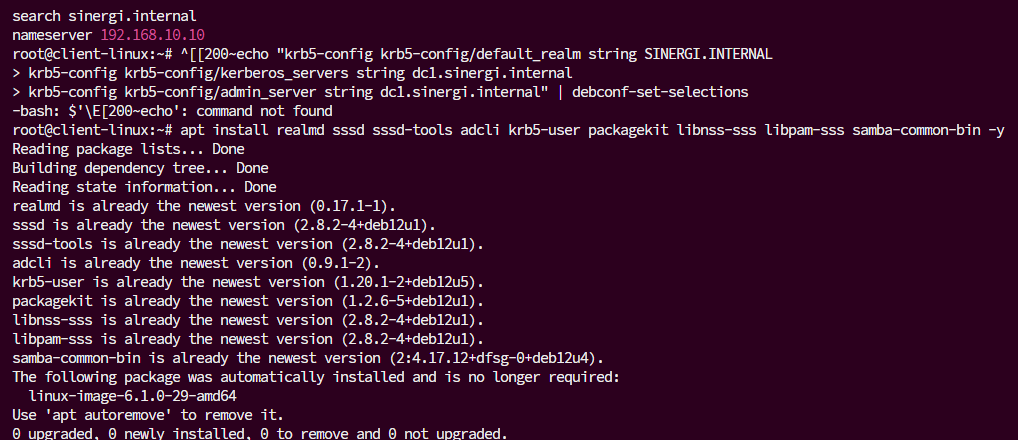 search sinergi.internal
nameserver 192.168.10.10
root@client-linux:~# ^[[200~echo "krb5-config krb5-config/default_realm string SINERGI.INTERNAL
> krb5-config krb5-config/kerberos_servers string dc1.sinergi.internal
> krb5-config krb5-config/admin_server string dc1.sinergi.internal" | debconf-set-selections
-bash: $'\E[200~echo': command not found
root@client-linux:~# apt install realmd sssd sssd-tools adcli krb5-user packagekit libnss-sss libpam-sss samba-common-bin -y
Reading package lists... Done
Building dependency tree... Done
Reading state information... Done
realmd is already the newest version (0.17.1-1).
sssd is already the newest version (2.8.2-4+deb12u1).
sssd-tools is already the newest version (2.8.2-4+deb12u1).
adcli is already the newest version (0.9.1-2).
krb5-user is already the newest version (1.20.1-2+deb12u5).
packagekit is already the newest version (1.2.6-5+deb12u1).
libnss-sss is already the newest version (2.8.2-4+deb12u1).
libpam-sss is already the newest version (2.8.2-4+deb12u1).
samba-common-bin is already the newest version (2:4.17.12+dfsg-0+deb12u4).
The following package was automatically installed and is no longer required:
  linux-image-6.1.0-29-amd64
Use 'apt autoremove' to remove it.
0 upgraded, 0 newly installed, 0 to remove and 0 not upgraded.